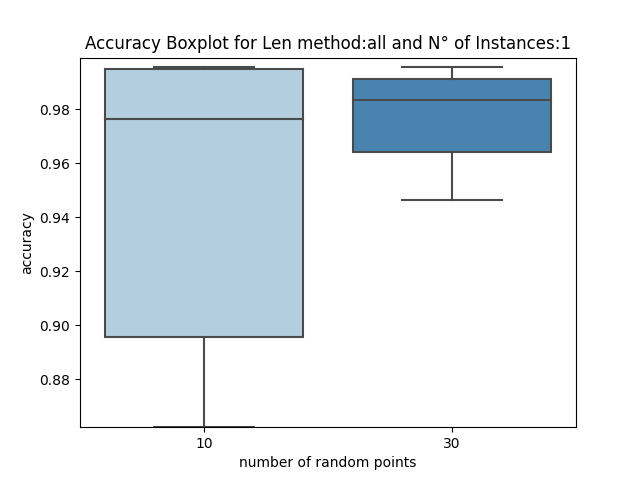 Accuracy Boxplot for Len method:all and N° of Instances:1
accuracy
0.98
0.96
0.94
0.92
0.90
0.88
10 30
number of random points